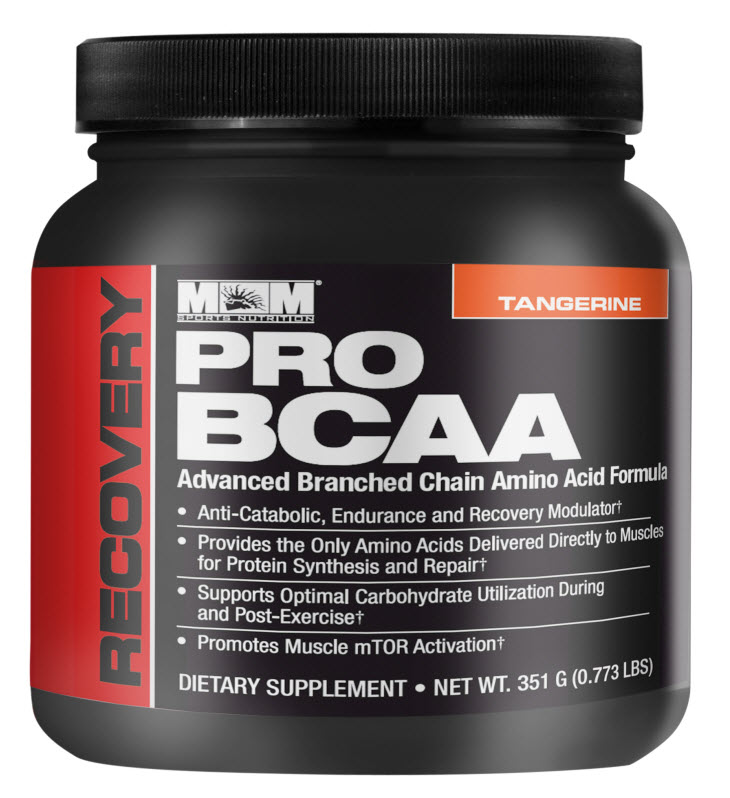 RECOVERY
M M®
SPORTS NUTRITION
TANGERINE
PRO
BCAA
Advanced Branched Chain Amino Acid Formula
• Anti-Catabolic, Endurance and Recovery Modulator†
• Provides the Only Amino Acids Delivered Directly to Muscles
for Protein Synthesis and Repair†
• Supports Optimal Carbohydrate Utilization During
and Post-Exercise†
• Promotes Muscle mTOR Activation†
DIETARY SUPPLEMENT • NET WT. 351 G (0.773 LBS)